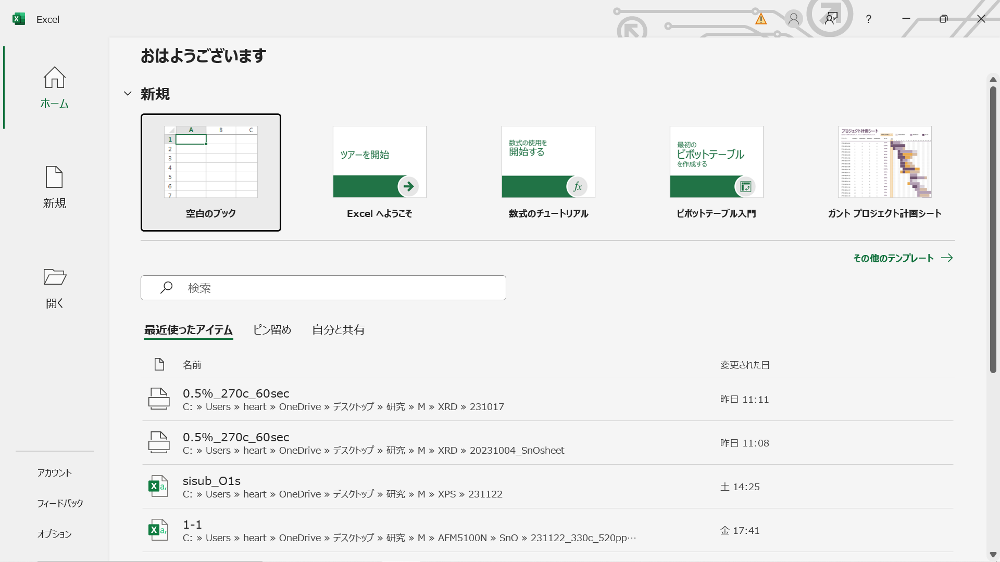 Excel
おはようございます
新規
ホーム
新規
開く
A B C
1
2
3
4
5
6
7
空白のブック
ツアーを開始
Excel へようこそ
数式の使用を
開始する
fx
数式のチュートリアル
最初の
ピボットテーブル
を作成する
ピボットテーブル入門
プロジェクト計画シート
ガント プロジェクト計画シート
その他のテンプレート
検索
最近使ったアイテム ピン留め 自分と共有
名前 変更された日
0.5%_270c_60sec
C: » Users » heart » OneDrive » デスクトップ » 研究 » M » XRD » 231017
昨日 11:11
0.5%_270c_60sec
C: » Users » heart » OneDrive » デスクトップ » 研究 » M » XRD » 20231004_SnOsheet
昨日 11:08
sisub_O1s
C: » Users » heart » OneDrive » デスクトップ » 研究 » M » XPS » 231122
土 14:25
1-1
C: » Users » heart » OneDrive » デスクトップ » 研究 » M » AFM5100N » SnO » 231122_330c_520pp…
金 17:41
アカウント
フィードバック
オプション